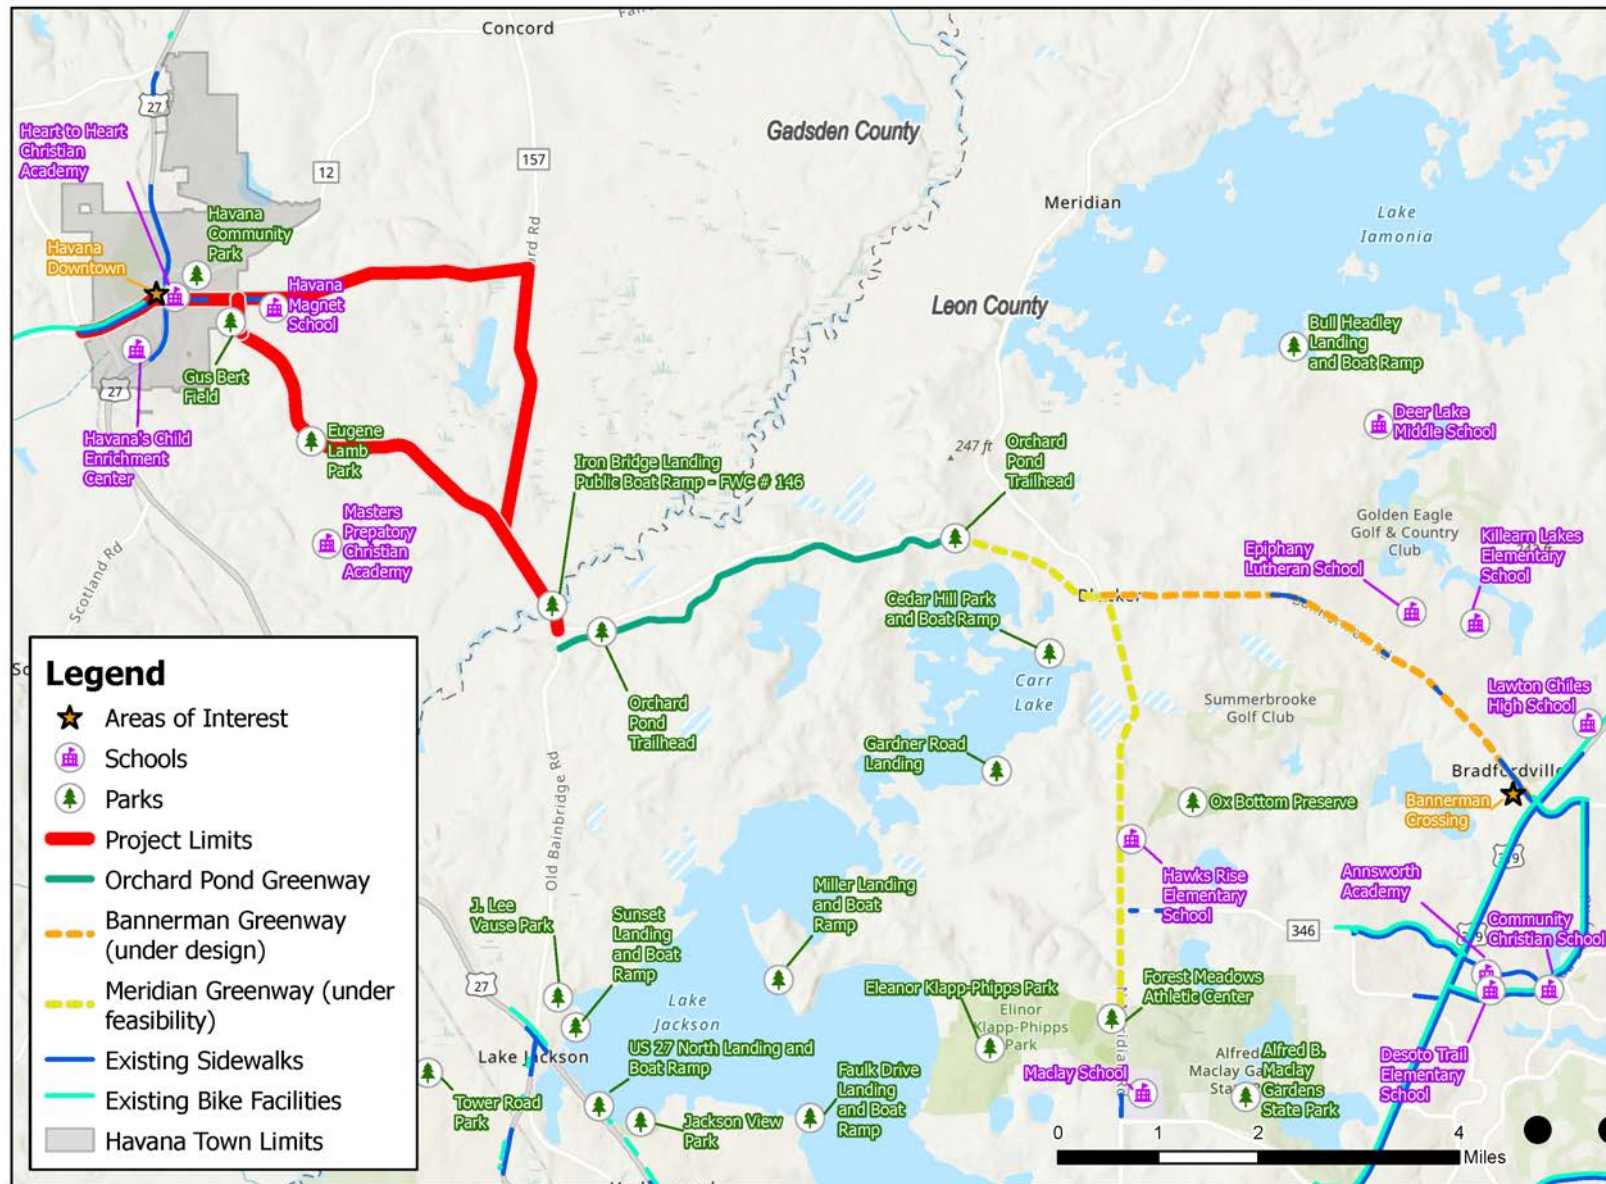 Concord
27
Heart to Heart
Christian
Academy
Gadsden County
157
12
Meridian
Lake
Iamonia
Havana
Community
Park
Havana
Downtown
Havana
Magnet
School
Leon County
Bull Headley
Landing
and Boat Ramp
Gus Bert
Field
27
Deer Lake
Middle School
Havana's Child
Enrichment
Center
Eugene
Lamb
Park
247 ft
Orchard
Pond
Trailhead
Iron Bridge Landing
Public Boat Ramp - FWC # 146
Masters
Prepatory
Christian
Academy
Golden Eagle
Golf & Country
Club
Killearn Lakes
Elementary
School
Epiphany
Lutheran School
Scotland Rd
Cedar Hill Park
and Boat Ramp
Carr
Lake
Orchard
Pond
Trailhead
Summerbrooke
Golf Club
Lawton Chiles
High School
Gardner Road
Landing
Old Bainbridge Rd
Bradfordville
Bannerman
Crossing
Ox Bottom Preserve
Hawks Rise
Elementary
School
Annsworth
Academy
Community
Christian School
346
Miller Landing
and Boat
Ramp
J. Lee
Vause Park
Sunset
Landing
and Boat
Ramp
27
Lake
Jackson
Eleanor Klapp-Phipps Park
Elinor
Klapp-Phipps
Park
Forest Meadows
Athletic Center
Lake Jackson
US 27 North Landing and
Boat Ramp
Faulk Drive
Landing
and Boat
Ramp
Maclay School
Alfred B.
Maclay
Gardens
State Park
Desoto Trail
Elementary
School
Tower Road
Park
Jackson View
Park
Legend
Areas of Interest
Schools
Parks
Project Limits
Orchard Pond Greenway
Bannerman Greenway
(under design)
Meridian Greenway (under
feasibility)
Existing Sidewalks
Existing Bike Facilities
Havana Town Limits
0 1 2 4
Miles